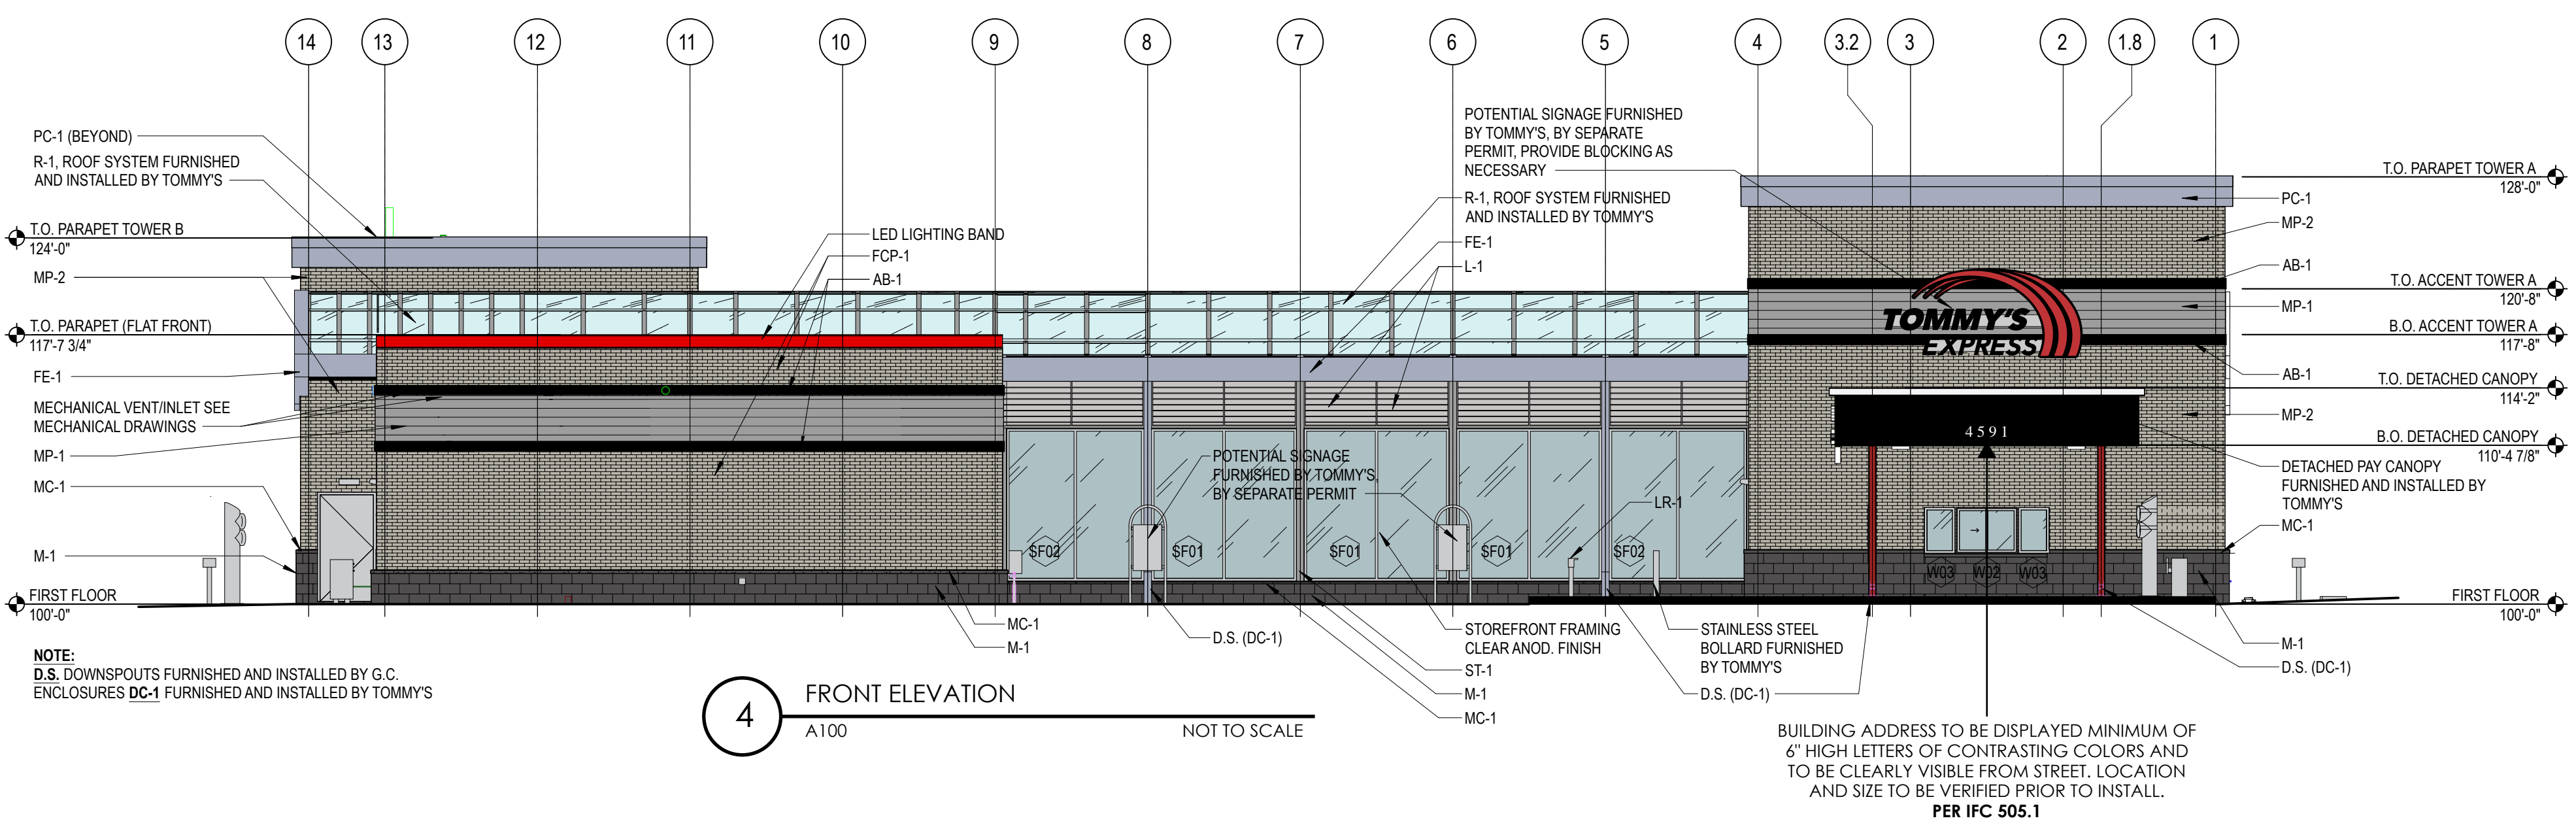 14
13
12
11
10
9
8
7
6
5
4
3.2
3
2
1.8
1
PC-1 (BEYOND)
R-1, ROOF SYSTEM FURNISHED
AND INSTALLED BY TOMMY'S
T.O. PARAPET TOWER B
124'-0"
MP-2
T.O. PARAPET (FLAT FRONT)
117'-7 3/4"
FE-1
MECHANICAL VENT/INLET SEE
MECHANICAL DRAWINGS
MP-1
MC-1
M-1
FIRST FLOOR
100'-0"
NOTE:
D.S. DOWNSPOUTS FURNISHED AND INSTALLED BY G.C.
ENCLOSURES DC-1 FURNISHED AND INSTALLED BY TOMMY'S
LED LIGHTING BAND
FCP-1
AB-1
POTENTIAL SIGNAGE FURNISHED
BY TOMMY'S, BY SEPARATE
PERMIT, PROVIDE BLOCKING AS
NECESSARY
R-1, ROOF SYSTEM FURNISHED
AND INSTALLED BY TOMMY'S
FE-1
L-1
POTENTIAL SIGNAGE
FURNISHED BY TOMMY'S,
BY SEPARATE PERMIT
LR-1
SF02
SF01
SF01
SF01
SF02
TOMMY'S
EXPRESS
4591
W03
W02
W03
MC-1
M-1
D.S. (DC-1)
STOREFRONT FRAMING
CLEAR ANOD. FINISH
ST-1
M-1
MC-1
STAINLESS STEEL
BOLLARD FURNISHED
BY TOMMY'S
D.S. (DC-1)
T.O. PARAPET TOWER A
128'-0"
PC-1
MP-2
AB-1
T.O. ACCENT TOWER A
120'-8"
MP-1
B.O. ACCENT TOWER A
117'-8"
AB-1
T.O. DETACHED CANOPY
114'-2"
MP-2
B.O. DETACHED CANOPY
110'-4 7/8"
DETACHED PAY CANOPY
FURNISHED AND INSTALLED BY
TOMMY'S
MC-1
FIRST FLOOR
100'-0"
M-1
D.S. (DC-1)
4
FRONT ELEVATION
A100
NOT TO SCALE
BUILDING ADDRESS TO BE DISPLAYED MINIMUM OF
6" HIGH LETTERS OF CONTRASTING COLORS AND
TO BE CLEARLY VISIBLE FROM STREET. LOCATION
AND SIZE TO BE VERIFIED PRIOR TO INSTALL.
PER IFC 505.1